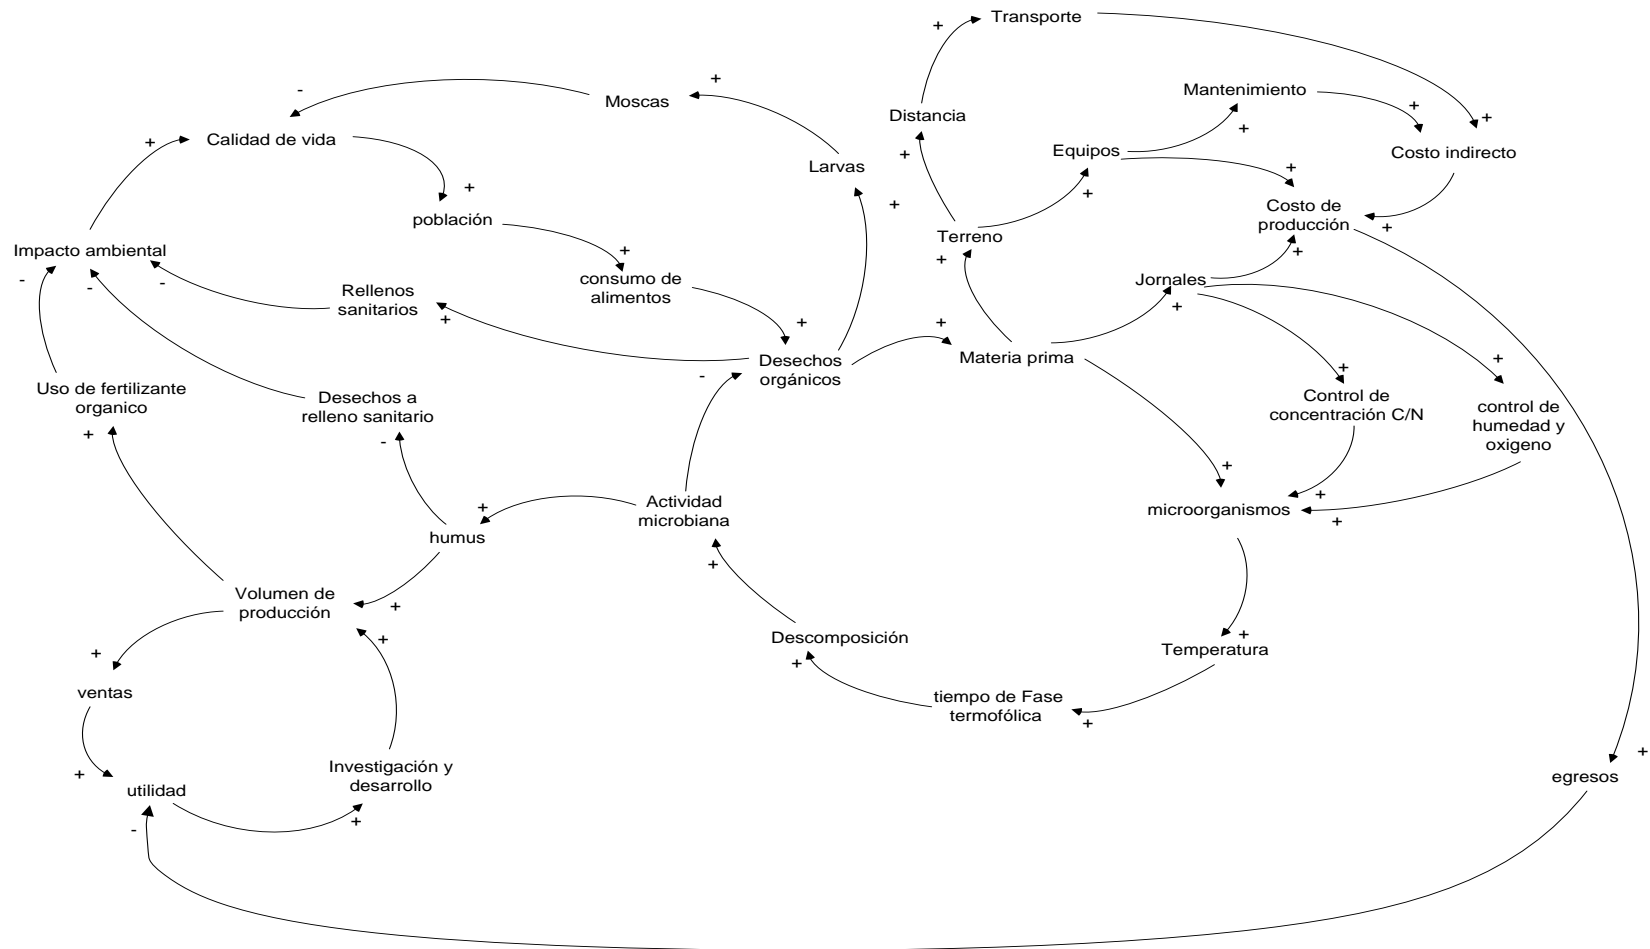 Transporte
Moscas
Mantenimiento
Distancia
Calidad de vida
Equipos
Costo indirecto
Larvas
Costo de
producción
población
Terreno
Impacto ambiental
consumo de
alimentos
Jornales
Rellenos
sanitarios
Desechos
orgánicos
Materia prima
Uso de fertilizante
organico
Desechos a
relleno sanitario
Control de
concentración C/N
control de
humedad y
oxigeno
Actividad
microbiana
microorganismos
humus
Volumen de
producción
Descomposición
Temperatura
ventas
tiempo de Fase
termofólica
Investigación y
desarrollo
utilidad
egresos